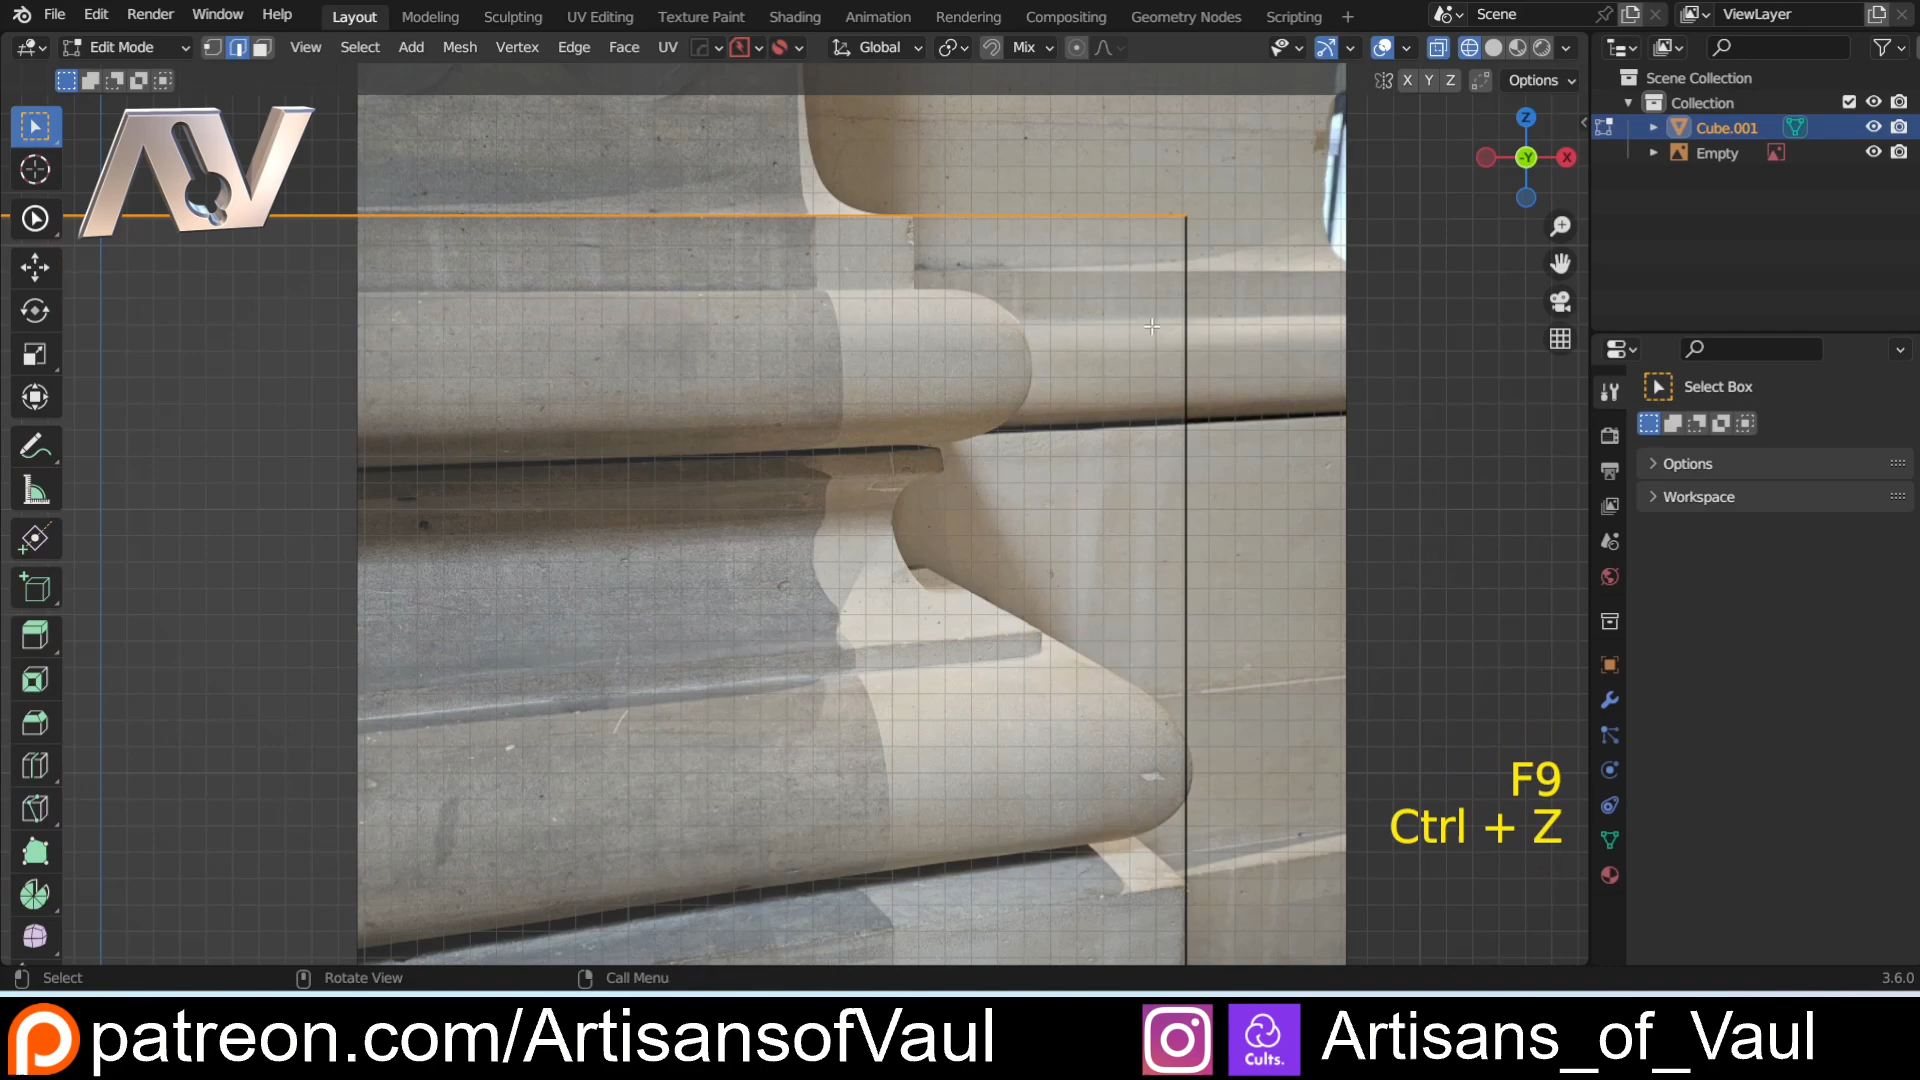 File Edit Render Window Help Layout Modeling Sculpting UV Editing Texture Paint Shading Animation Rendering Compositing Geometry Nodes Scripting + Scene ViewLayer
Edit Mode View Select Add Mesh Vertex Edge Face UV Global Mix
X Y Z Options
Scene Collection
Collection
Cube.001
Empty
AV
Z
-Y
X
Select Box
Options
Workspace
F9
Ctrl + Z
Select Rotate View Call Menu 3.6.0
patreon.com/ArtisansofVaul Cults. Artisans_of_Vaul